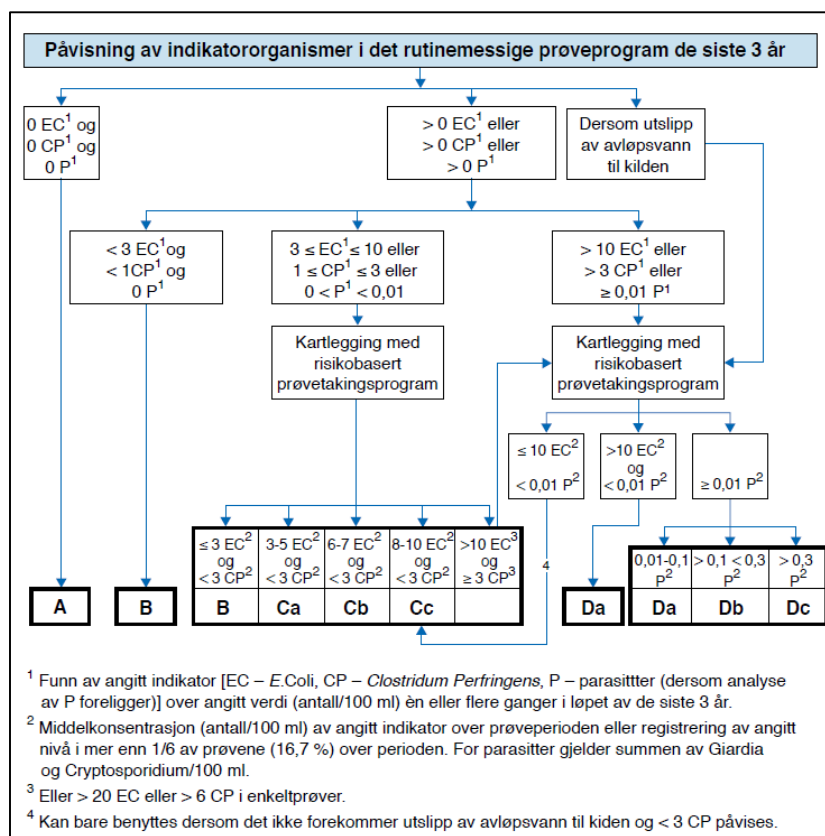 Påvisning av indikatororganismer i det rutinemessige prøveprogram de siste 3 år
0 EC¹ og
0 CP¹ og
0 P¹
> 0 EC¹ eller
> 0 CP¹ eller
> 0 P¹
Dersom utslipp
av avløpsvann
til kilden
< 3 EC¹og
< 1CP¹ og
0 P¹
3 ≤ EC¹≤ 10 eller
1 ≤ CP¹ ≤ 3 eller
0 < P¹ < 0,01
> 10 EC¹ eller
> 3 CP¹ eller
≥ 0,01 P¹
Kartlegging med
risikobasert
prøvetakingsprogram
Kartlegging med
risikobasert
prøvetakingsprogram
≤ 10 EC²
< 0,01 P²
>10 EC²
og
< 0,01 P²
≥ 0,01 P²
≤ 3 EC²
og
< 3 CP²
3-5 EC²
og
< 3 CP²
6-7 EC²
og
< 3 CP²
8-10 EC²
og
< 3 CP²
>10 EC³
og
≥ 3 CP³
4
0,01-0,1
P²
> 0,1 < 0,3
P²
> 0,3
P²
A
B
B
Ca
Cb
Cc
Da
Da
Db
Dc
¹ Funn av angitt indikator [EC – E.Coli, CP – Clostridum Perfringens, P – parasittter (dersom analyse
av P foreligger)] over angitt verdi (antall/100 ml) èn eller flere ganger i løpet av de siste 3 år.
² Middelkonsentrasjon (antall/100 ml) av angitt indikator over prøveperioden eller registrering av angitt
nivå i mer enn 1/6 av prøvene (16,7 %) over perioden. For parasitter gjelder summen av Giardia
og Cryptosporidium/100 ml.
³ Eller > 20 EC eller > 6 CP i enkeltprøver.
⁴ Kan bare benyttes dersom det ikke forekommer utslipp av avløpsvann til kiden og < 3 CP påvises.